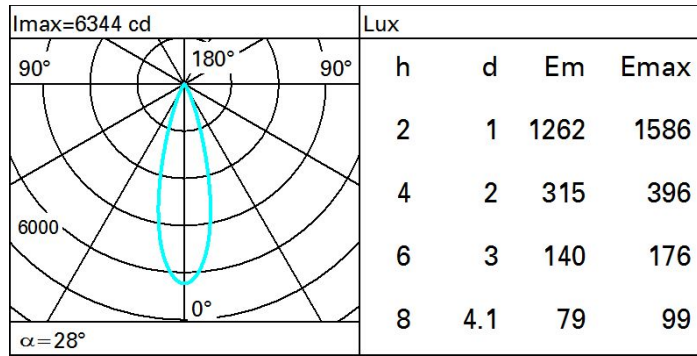 Imax=6344 cd
Lux
90° 180° 90°
6000
0°
α=28°
h d Em Emax
2 1 1262 1586
4 2 315 396
6 3 140 176
8 4.1 79 99